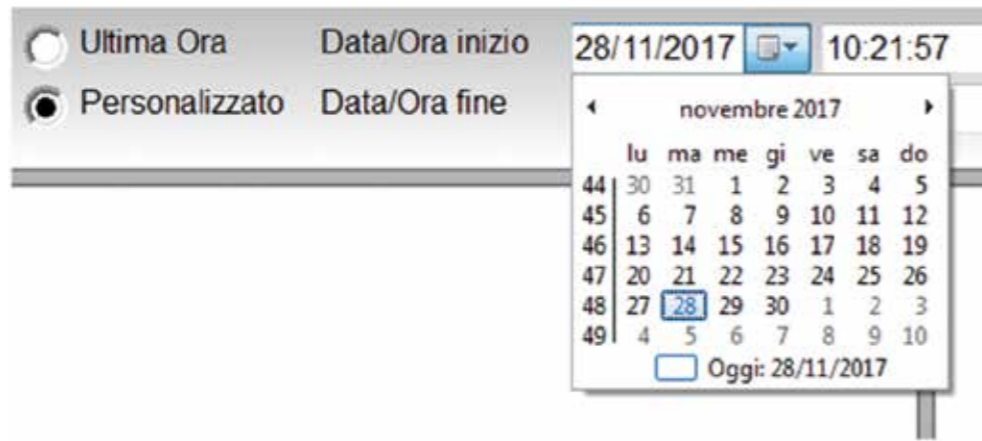 Ultima Ora Data/Ora inizio 28/11/2017 10:21:57
Personalizzato Data/Ora fine
novembre 2017
lu ma me gi ve sa do
44 30 31 1 2 3 4 5
45 6 7 8 9 10 11 12
46 13 14 15 16 17 18 19
47 20 21 22 23 24 25 26
48 27 28 29 30 1 2 3
49 4 5 6 7 8 9 10
Oggi: 28/11/2017